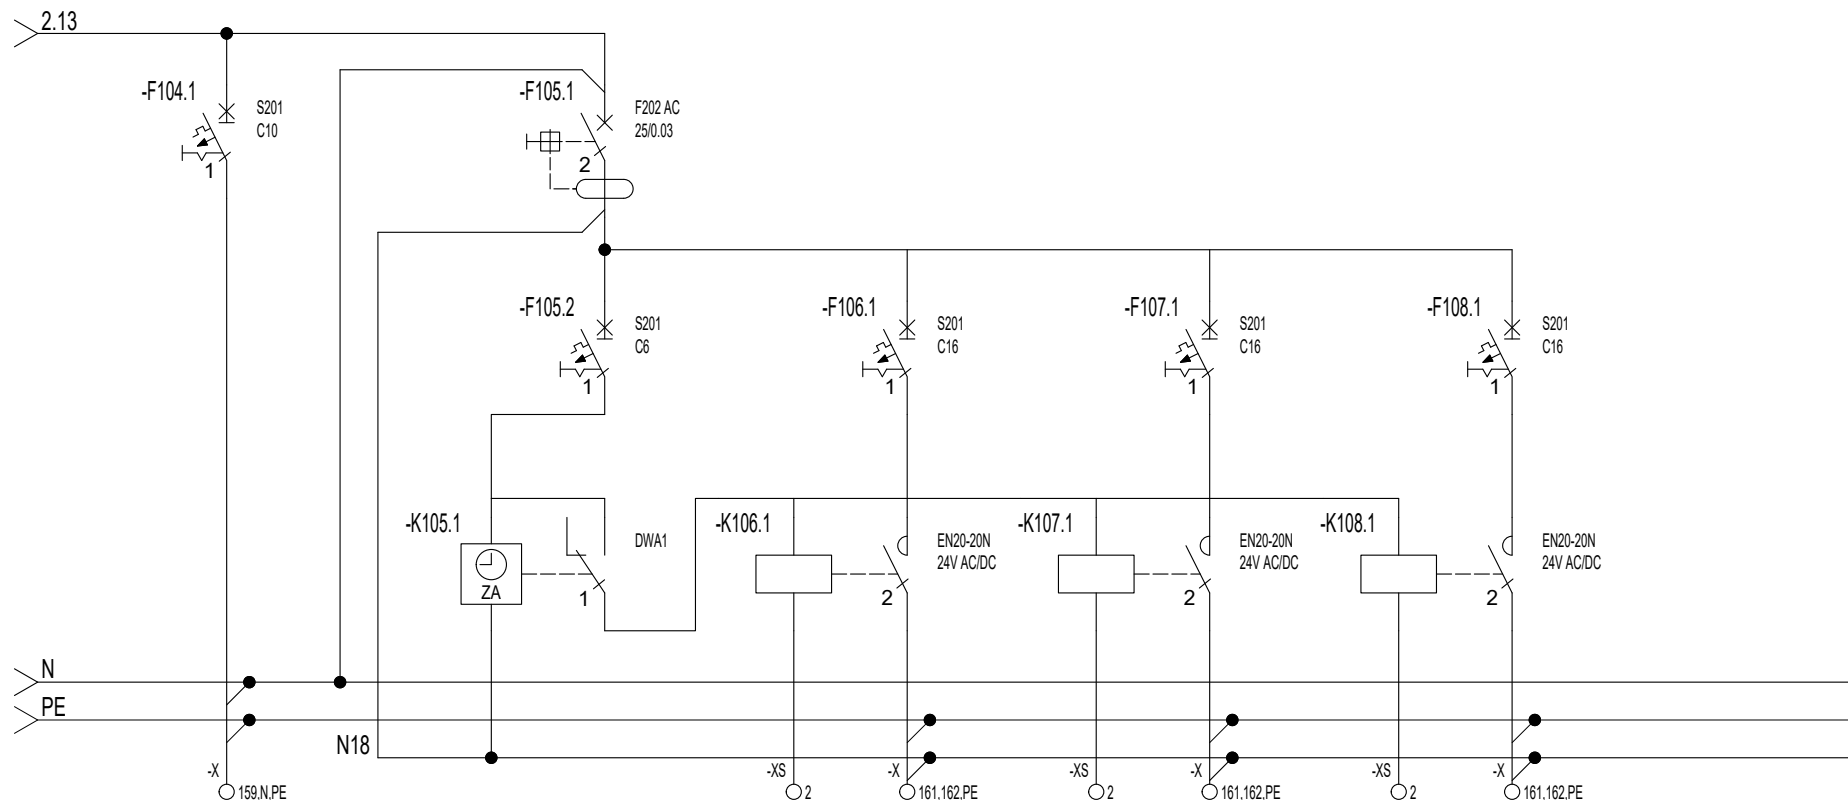 2.13
-F104.1
S201
C10
1
-F105.1
F202 AC
25/0.03
2
-F105.2
S201
C6
1
-F106.1
S201
C16
1
-F107.1
S201
C16
1
-F108.1
S201
C16
1
-K105.1
ZA
DWA1
1
-K106.1
EN20-20N
24V AC/DC
2
-K107.1
EN20-20N
24V AC/DC
2
-K108.1
EN20-20N
24V AC/DC
2
N
PE
N18
-X
159,N,PE
-XS
2
-X
161,162,PE
-XS
2
-X
161,162,PE
-XS
2
-X
161,162,PE